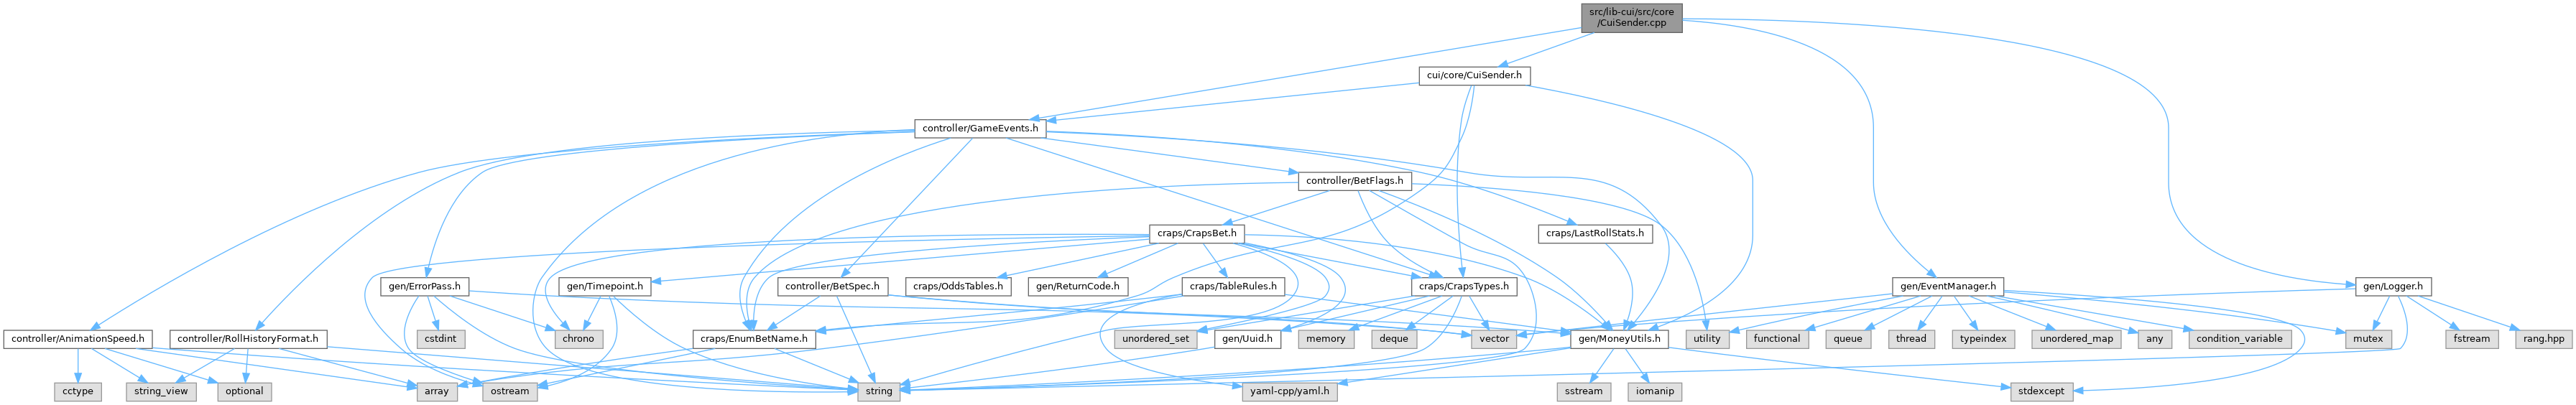 src/lib-cui/src/core
/CuiSender.cpp
cui/core/CuiSender.h
controller/GameEvents.h
controller/BetFlags.h
craps/CrapsBet.h
craps/LastRollStats.h
gen/ErrorPass.h
gen/Timepoint.h
controller/BetSpec.h
craps/OddsTables.h
gen/ReturnCode.h
craps/TableRules.h
craps/CrapsTypes.h
gen/EventManager.h
gen/Logger.h
controller/AnimationSpeed.h
controller/RollHistoryFormat.h
cstdint
chrono
craps/EnumBetName.h
unordered_set
gen/Uuid.h
memory
deque
vector
gen/MoneyUtils.h
utility
functional
queue
thread
typeindex
unordered_map
any
condition_variable
mutex
fstream
rang.hpp
cctype
string_view
optional
array
ostream
string
yaml-cpp/yaml.h
sstream
iomanip
stdexcept